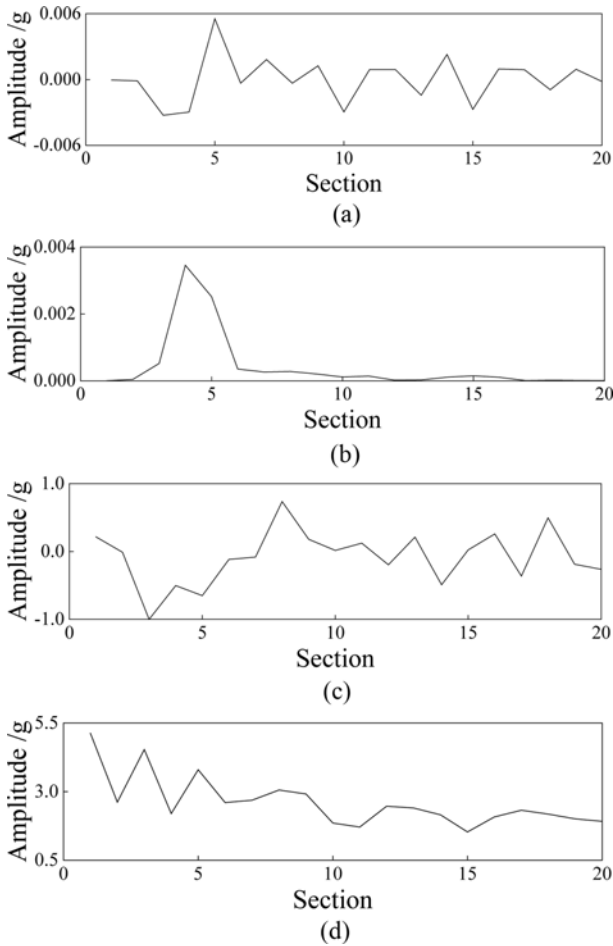 Amplitude /g
0.006
0.000
-0.006
0 5 10 15 20
Section
(a)
Amplitude /g
0.004
0.002
0.000
0 5 10 15 20
Section
(b)
Amplitude /g
1.0
0.0
-1.0
0 5 10 15 20
Section
(c)
Amplitude /g
5.5
3.0
0.5
0 5 10 15 20
Section
(d)